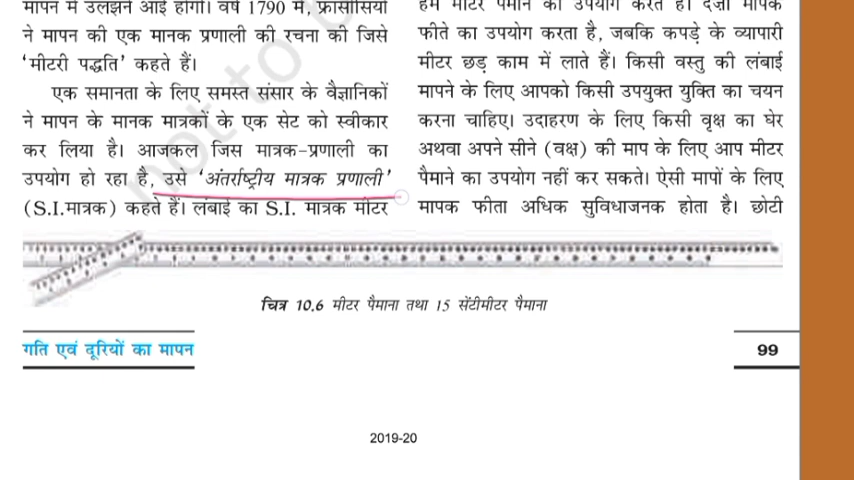 मापन में उलझनें आई होंगी। वर्ष 1790 में, फ्रांसीसियों
ने मापन की एक मानक प्रणाली की रचना की जिसे
‘मीटरी पद्धति’ कहते हैं।
एक समानता के लिए समस्त संसार के वैज्ञानिकों
ने मापन के मानक मात्रकों के एक सेट को स्वीकार
कर लिया है। आजकल जिस मात्रक-प्रणाली का
उपयोग हो रहा है, उसे ‘अंतर्राष्ट्रीय मात्रक प्रणाली’
(S.I.मात्रक) कहते हैं। लंबाई का S.I. मात्रक मीटर
हम मीटर पैमाने का उपयोग करते हैं। दर्ज़ी मापक
फीते का उपयोग करता है, जबकि कपड़े के व्यापारी
मीटर छड़ काम में लाते हैं। किसी वस्तु की लंबाई
मापने के लिए आपको किसी उपयुक्त युक्ति का चयन
करना चाहिए। उदाहरण के लिए किसी वृक्ष का घेर
अथवा अपने सीने (वक्ष) की माप के लिए आप मीटर
पैमाने का उपयोग नहीं कर सकते। ऐसी मापों के लिए
मापक फीता अधिक सुविधाजनक होता है। छोटी
चित्र 10.6 मीटर पैमाना तथा 15 सेंटीमीटर पैमाना
गति एवं दूरियों का मापन
99
2019-20
not to